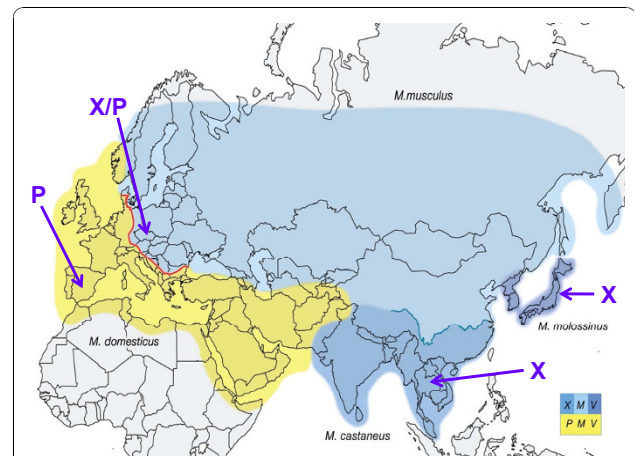 M.musculus
X/P
P
X
M. molossinus
M. domesticus
X
M. castaneus
X M V
P M V